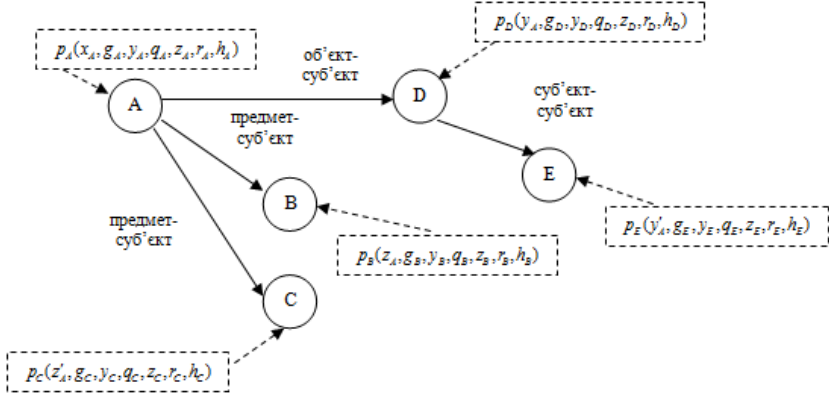 p_D(y_A, g_D, y_D, q_D, z_D, r_D, h_D)
p_A(x_A, g_A, y_A, q_A, z_A, r_A, h_A)
об’єкт-
суб’єкт
A
D
суб’єкт-
суб’єкт
предмет-
суб’єкт
E
B
предмет-
суб’єкт
p_E(y'_A, g_E, y_E, q_E, z_E, r_E, h_E)
p_B(z_A, g_B, y_B, q_B, z_B, r_B, h_B)
C
p_C(z'_A, g_C, y_C, q_C, z_C, r_C, h_C)